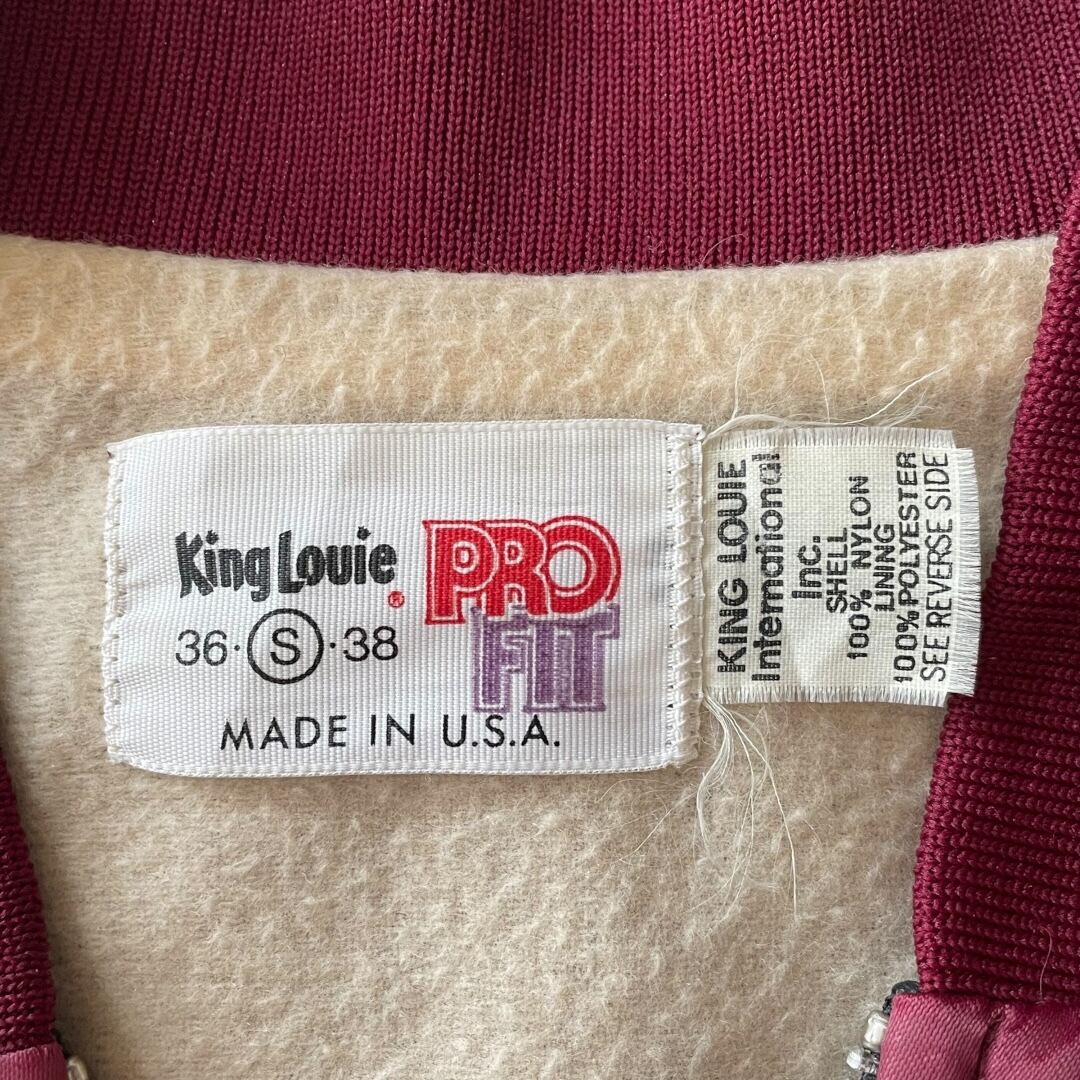 King Louie® PRO
FIT
36·S·38
MADE IN U.S.A.
KING LOUIE
International
Inc.
SHELL
100% NYLON
LINING
100% POLYESTER
SEE REVERSE SIDE